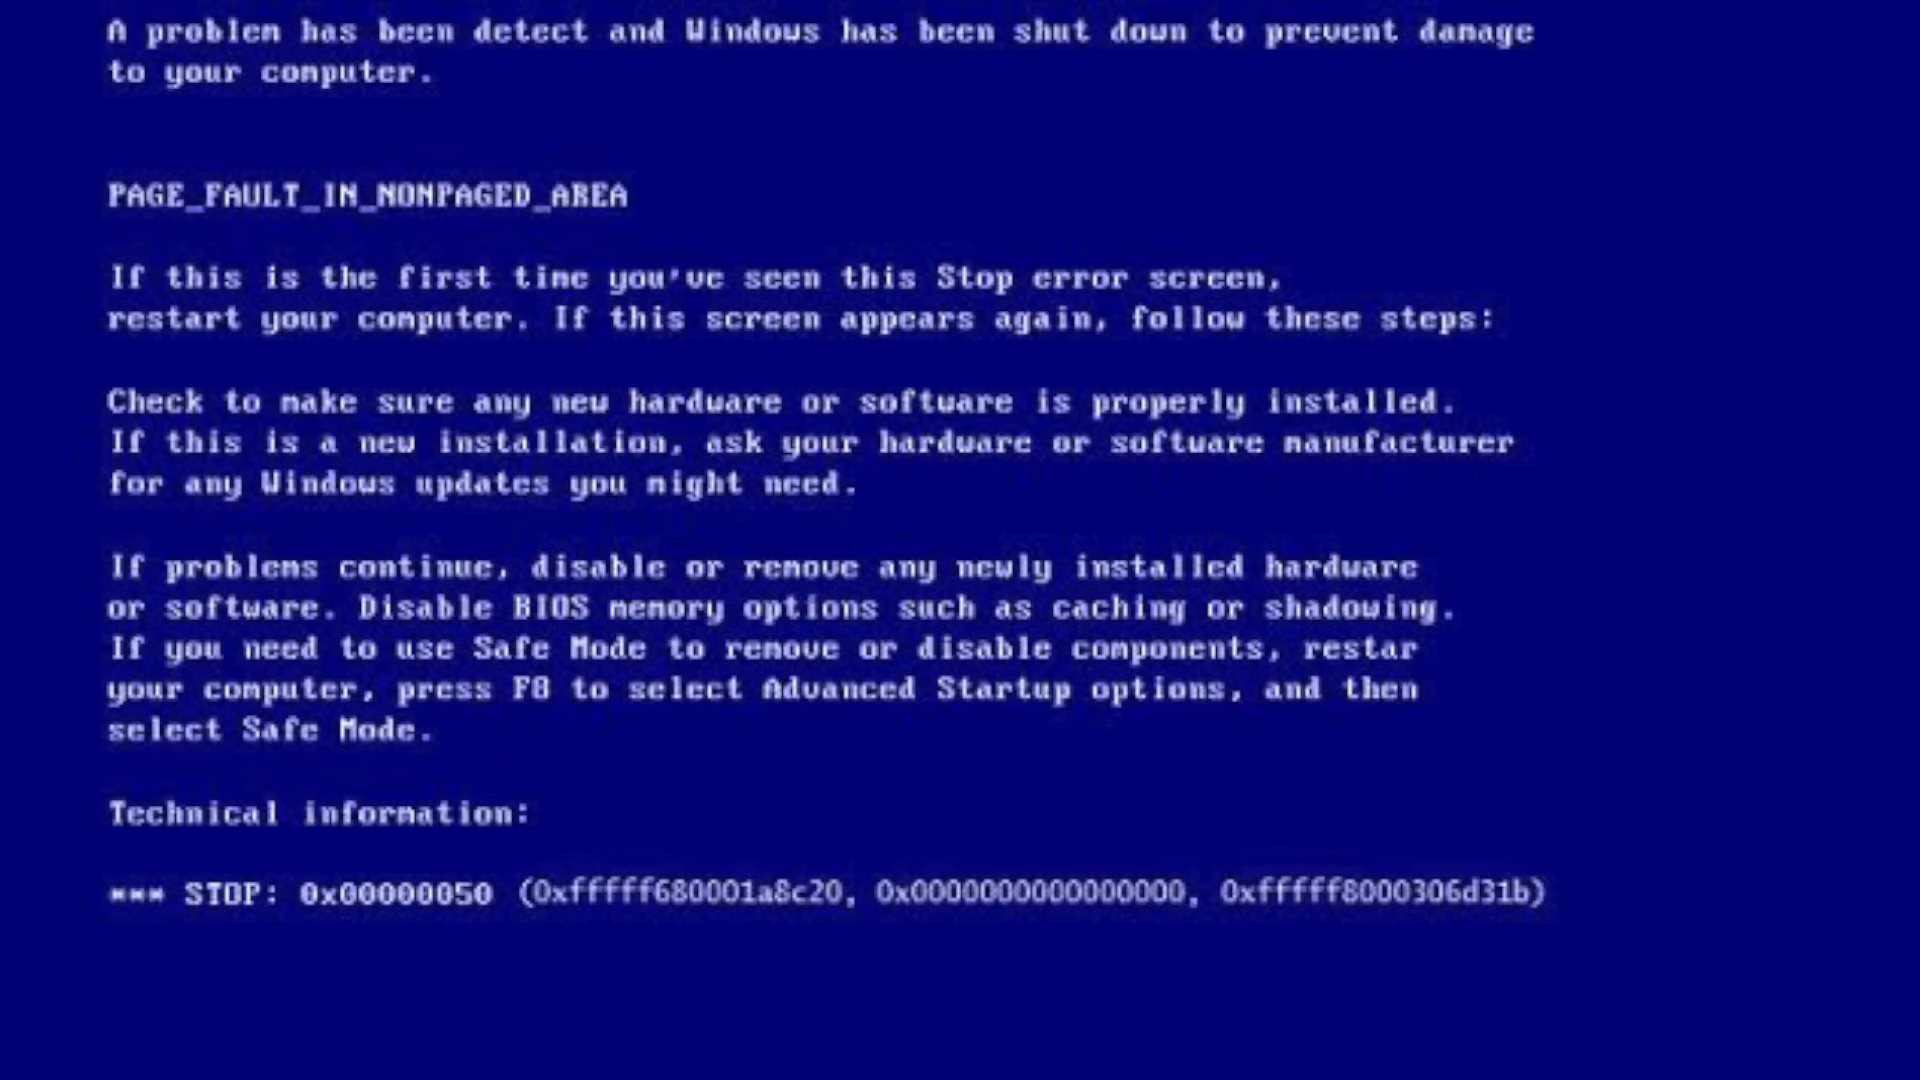 A problem has been detect and Windows has been shut down to prevent damage
to your computer.
PAGE_FAULT_IN_NONPAGED_AREA
If this is the first time you've seen this Stop error screen,
restart your computer. If this screen appears again, follow these steps:
Check to make sure any new hardware or software is properly installed.
If this is a new installation, ask your hardware or software manufacturer
for any Windows updates you might need.
If problems continue, disable or remove any newly installed hardware
or software. Disable BIOS memory options such as caching or shadowing.
If you need to use Safe Mode to remove or disable components, restar
your computer, press F8 to select Advanced Startup options, and then
select Safe Mode.
Technical information:
*** STOP: 0x00000050 (0xfffff680001a8c20, 0x0000000000000000, 0xfffff8000306d31b)